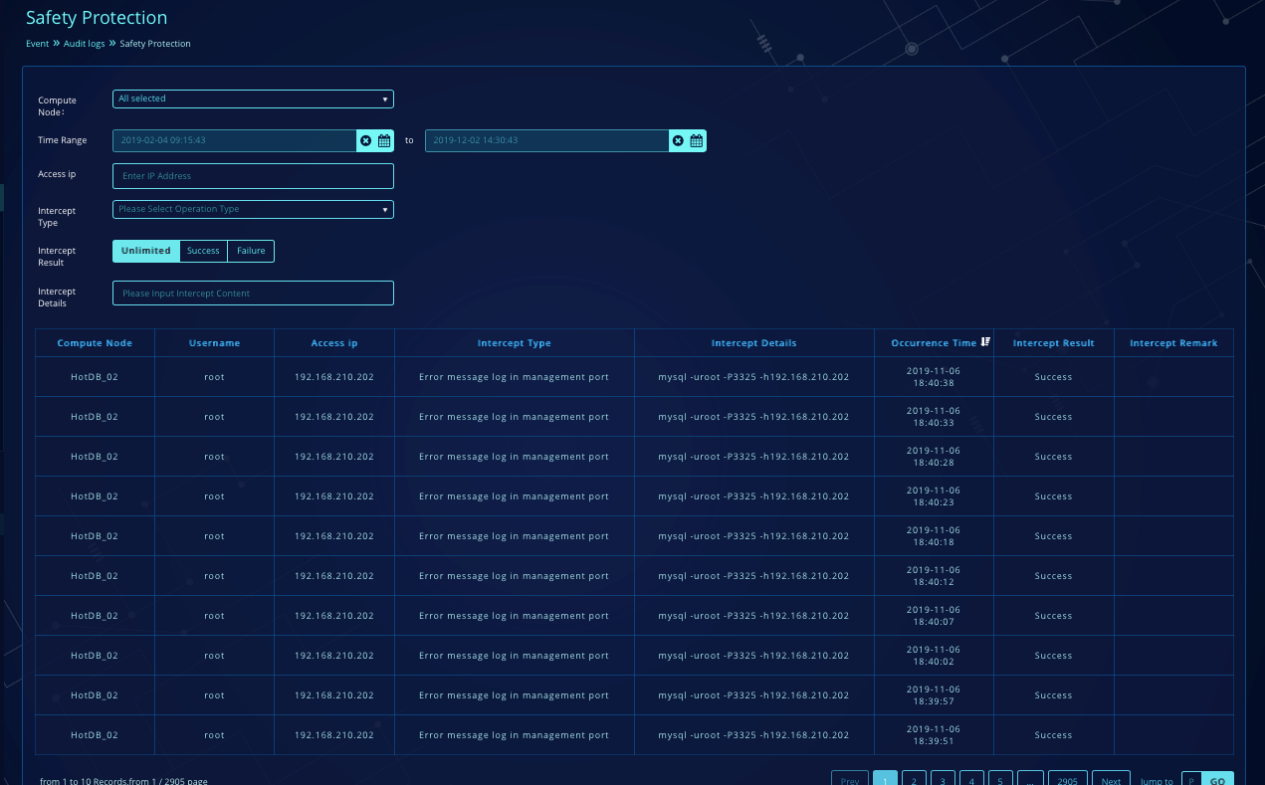 Safety Protection
Event » Audit logs » Safety Protection
Compute Node: All selected
Time Range 2019-02-04 09:15:43 to 2019-12-02 14:30:43
Access ip Enter IP Address
Intercept Type Please Select Operation Type
Intercept Result Unlimited Success Failure
Intercept Details Please Input Intercept Content
Compute Node Username Access ip Intercept Type Intercept Details Occurrence Time Intercept Result Intercept Remark
HotDB_02 root 192.168.210.202 Error message log in management port mysql -uroot -P3325 -h192.168.210.202 2019-11-06 18:40:38 Success
HotDB_02 root 192.168.210.202 Error message log in management port mysql -uroot -P3325 -h192.168.210.202 2019-11-06 18:40:33 Success
HotDB_02 root 192.168.210.202 Error message log in management port mysql -uroot -P3325 -h192.168.210.202 2019-11-06 18:40:28 Success
HotDB_02 root 192.168.210.202 Error message log in management port mysql -uroot -P3325 -h192.168.210.202 2019-11-06 18:40:23 Success
HotDB_02 root 192.168.210.202 Error message log in management port mysql -uroot -P3325 -h192.168.210.202 2019-11-06 18:40:18 Success
HotDB_02 root 192.168.210.202 Error message log in management port mysql -uroot -P3325 -h192.168.210.202 2019-11-06 18:40:12 Success
HotDB_02 root 192.168.210.202 Error message log in management port mysql -uroot -P3325 -h192.168.210.202 2019-11-06 18:40:07 Success
HotDB_02 root 192.168.210.202 Error message log in management port mysql -uroot -P3325 -h192.168.210.202 2019-11-06 18:40:02 Success
HotDB_02 root 192.168.210.202 Error message log in management port mysql -uroot -P3325 -h192.168.210.202 2019-11-06 18:39:57 Success
HotDB_02 root 192.168.210.202 Error message log in management port mysql -uroot -P3325 -h192.168.210.202 2019-11-06 18:39:51 Success
from 1 to 10 Records,from 1 / 2905 page Prev 1 2 3 4 5 ... 2905 Next Jump to P GO